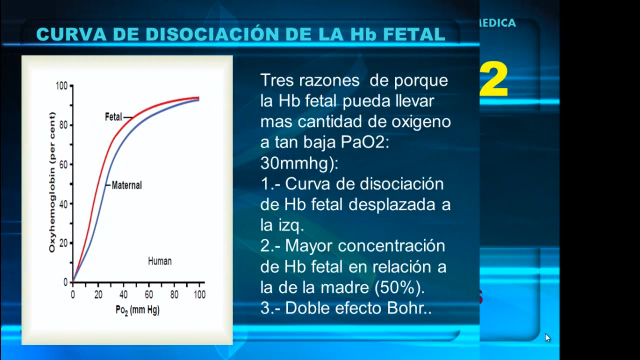 CURVA DE DISOCIACIÓN DE LA Hb FETAL
MEDICA
2
Tres razones de porque
la Hb fetal pueda llevar
mas cantidad de oxigeno
a tan baja PaO2:
30mmhg):
1.- Curva de disociación
de Hb fetal desplazada a
la izq.
2.- Mayor concentración
de Hb fetal en relación a
la de la madre (50%).
3.- Doble efecto Bohr..
Oxyhemoglobin (per cent)
100
80
60
40
20
0
Fetal
Maternal
Human
0 20 40 60 80 100
Po2 (mm Hg)